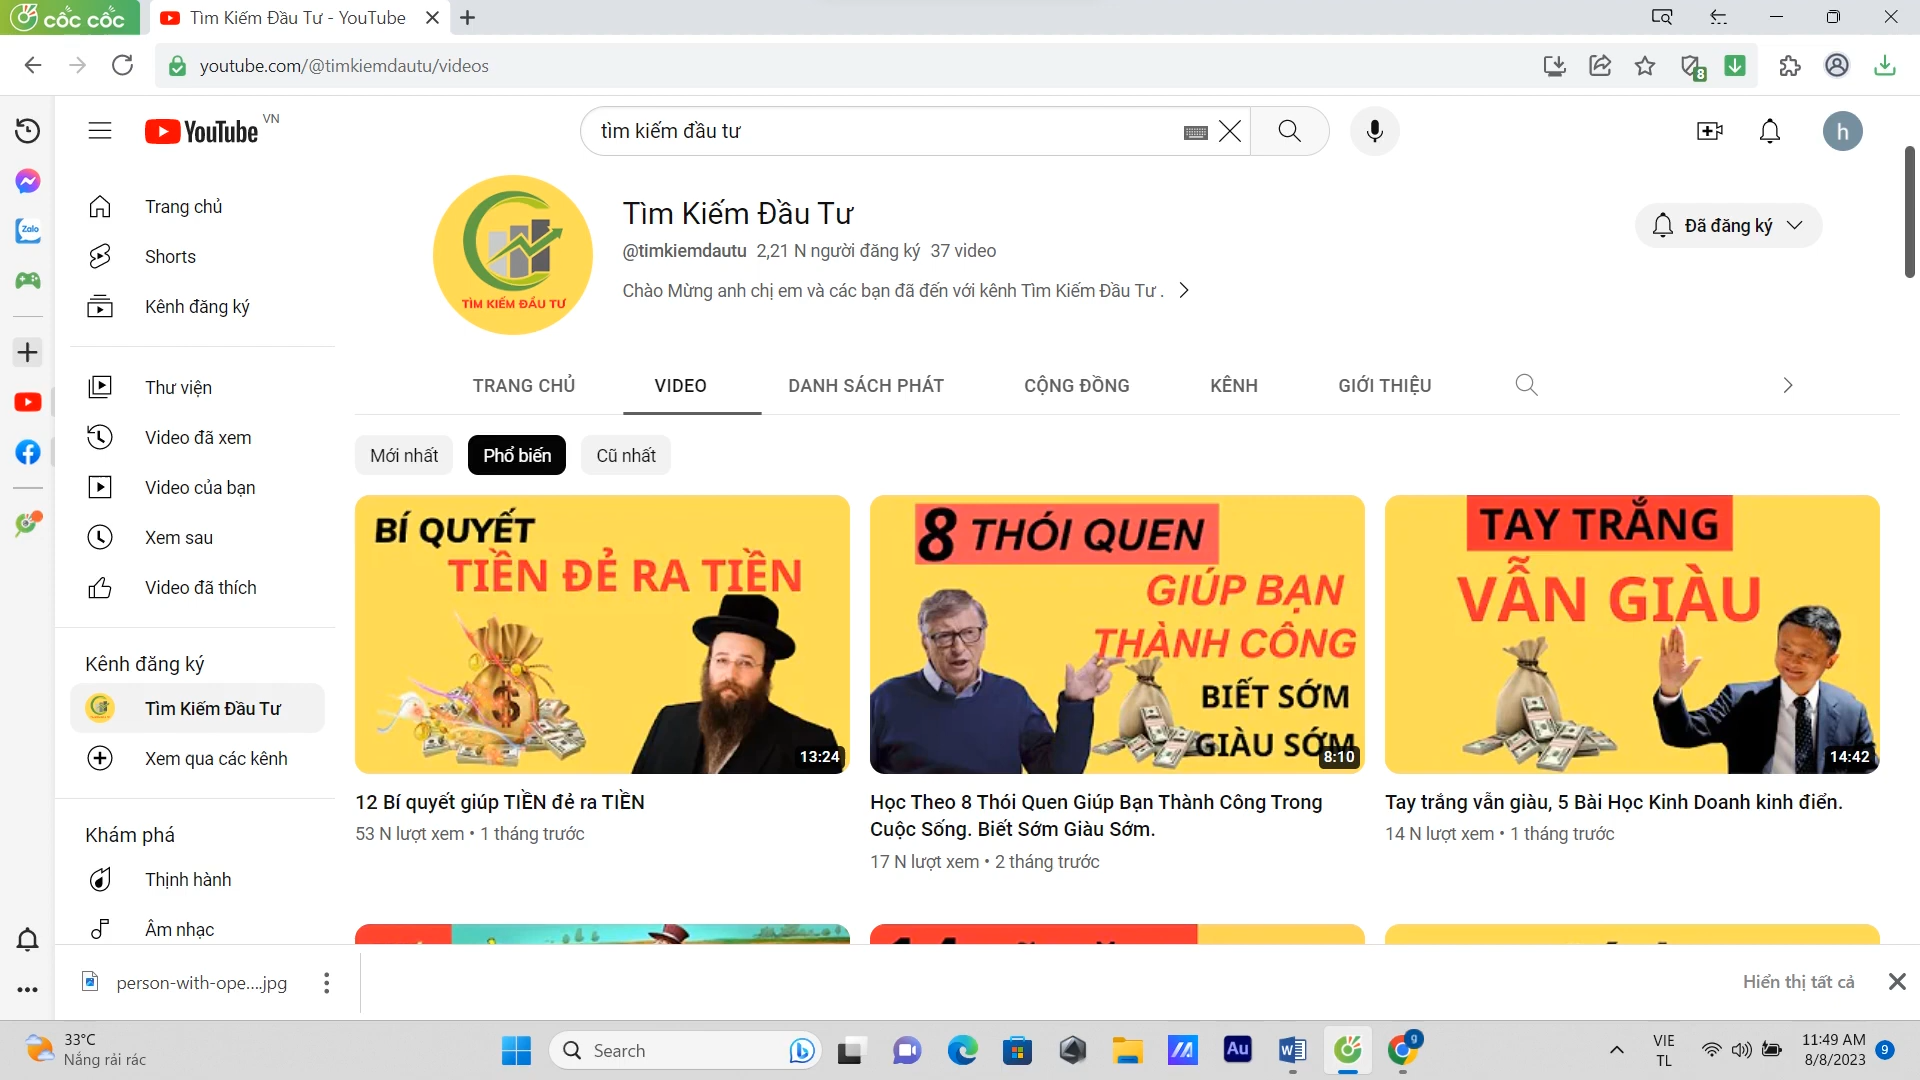 cốc cốc
Tìm Kiếm Đầu Tư - YouTube
youtube.com/@timkiemdautu/videos
8
YouTube VN
tìm kiếm đầu tư
h
Zalo
Trang chủ
Shorts
Kênh đăng ký
Thư viện
Video đã xem
Video của bạn
Xem sau
Video đã thích
Kênh đăng ký
Tìm Kiếm Đầu Tư
Xem qua các kênh
Khám phá
Thịnh hành
Âm nhạc
TÌM KIẾM ĐẦU TƯ
Tìm Kiếm Đầu Tư
@timkiemdautu 2,21 N người đăng ký 37 video
Chào Mừng anh chị em và các bạn đã đến với kênh Tìm Kiếm Đầu Tư .
Đã đăng ký
TRANG CHỦ VIDEO DANH SÁCH PHÁT CỘNG ĐỒNG KÊNH GIỚI THIỆU
Mới nhất Phổ biến Cũ nhất
BÍ QUYẾT
TIỀN ĐẺ RA TIỀN
$
13:24
12 Bí quyết giúp TIỀN đẻ ra TIỀN
53 N lượt xem • 1 tháng trước
8 THÓI QUEN
GIÚP BẠN
THÀNH CÔNG
BIẾT SỚM
GIÀU SỚM
8:10
Học Theo 8 Thói Quen Giúp Bạn Thành Công Trong
Cuộc Sống. Biết Sớm Giàu Sớm.
17 N lượt xem • 2 tháng trước
TAY TRẮNG
VẪN GIÀU
14:42
Tay trắng vẫn giàu, 5 Bài Học Kinh Doanh kinh điển.
14 N lượt xem • 1 tháng trước
person-with-ope....jpg
Hiển thị tất cả
33°C
Nắng rải rác
Search
Au
W
g
VIE
TL
11:49 AM
8/8/2023
9